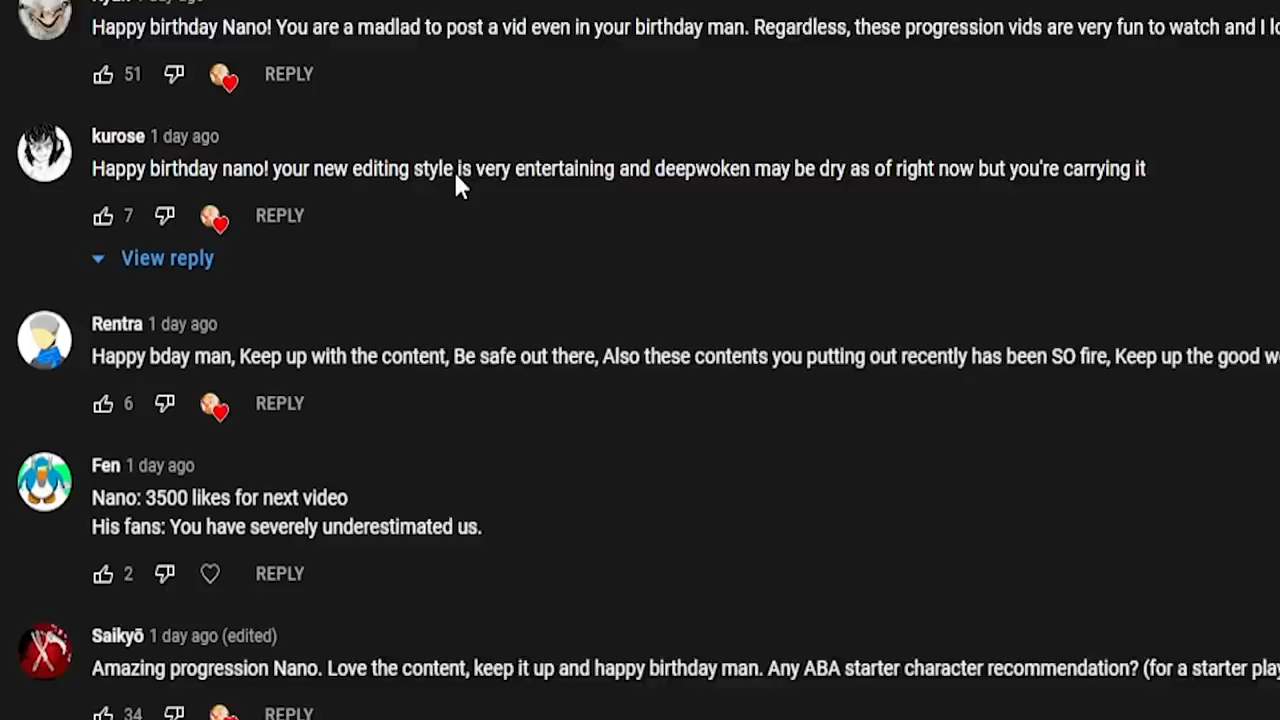 1 day ago
Happy birthday Nano! You are a madlad to post a vid even in your birthday man. Regardless, these progression vids are very fun to watch and I
51 REPLY
kurose 1 day ago
Happy birthday nano! your new editing style is very entertaining and deepwoken may be dry as of right now but you're carrying it
7 REPLY
View reply
Rentra 1 day ago
Happy bday man, Keep up with the content, Be safe out there, Also these contents you putting out recently has been SO fire, Keep up the good
6 REPLY
Fen 1 day ago
Nano: 3500 likes for next video
His fans: You have severely underestimated us.
2 REPLY
Saikyō 1 day ago (edited)
Amazing progression Nano. Love the content, keep it up and happy birthday man. Any ABA starter character recommendation? (for a starter
34 REPLY